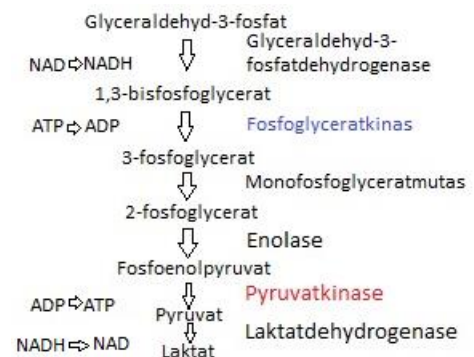 Glyceraldehyd-3-fosfat
NAD⇨NADH
Glyceraldehyd-3-
fosfatdehydrogenase
1,3-bisfosfoglycerat
ATP⇨ADP
Fosfoglyceratkinas
3-fosfoglycerat
Monofosfoglyceratmutas
2-fosfoglycerat
Enolase
Fosfoenolpyruvat
ADP⇨ATP
Pyruvatkinase
Pyruvat
NADH⇨NAD
Laktatdehydrogenase
Laktat